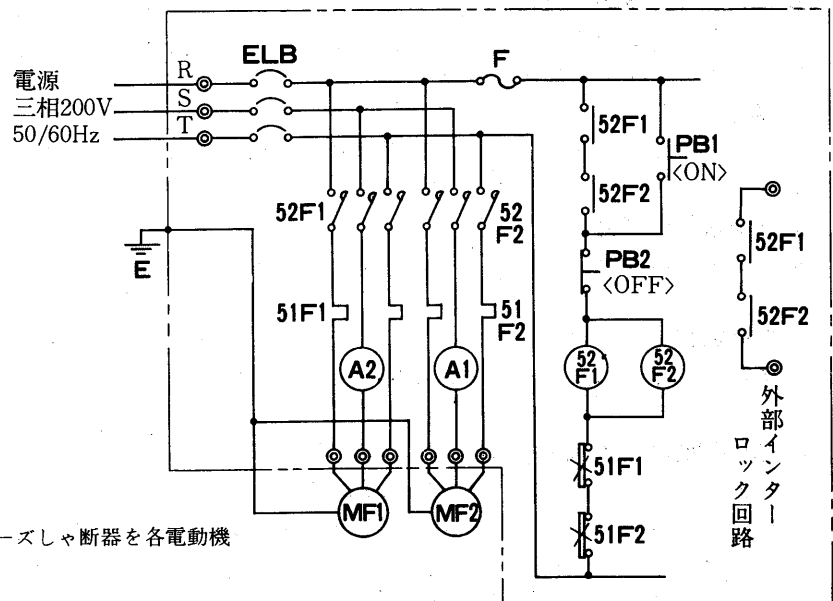 電源
三相200V
50/60Hz
R
S
T
ELB
F
52F1
52F2
PB1
<ON>
PB2
<OFF>
52
F1
52
F2
51F1
51F2
52F1
52F2
外部インター
ロック回路
52F1
52
F2
51F1
51
F2
A2
A1
MF1
MF2
E
ーズしゃ断器を各電動機